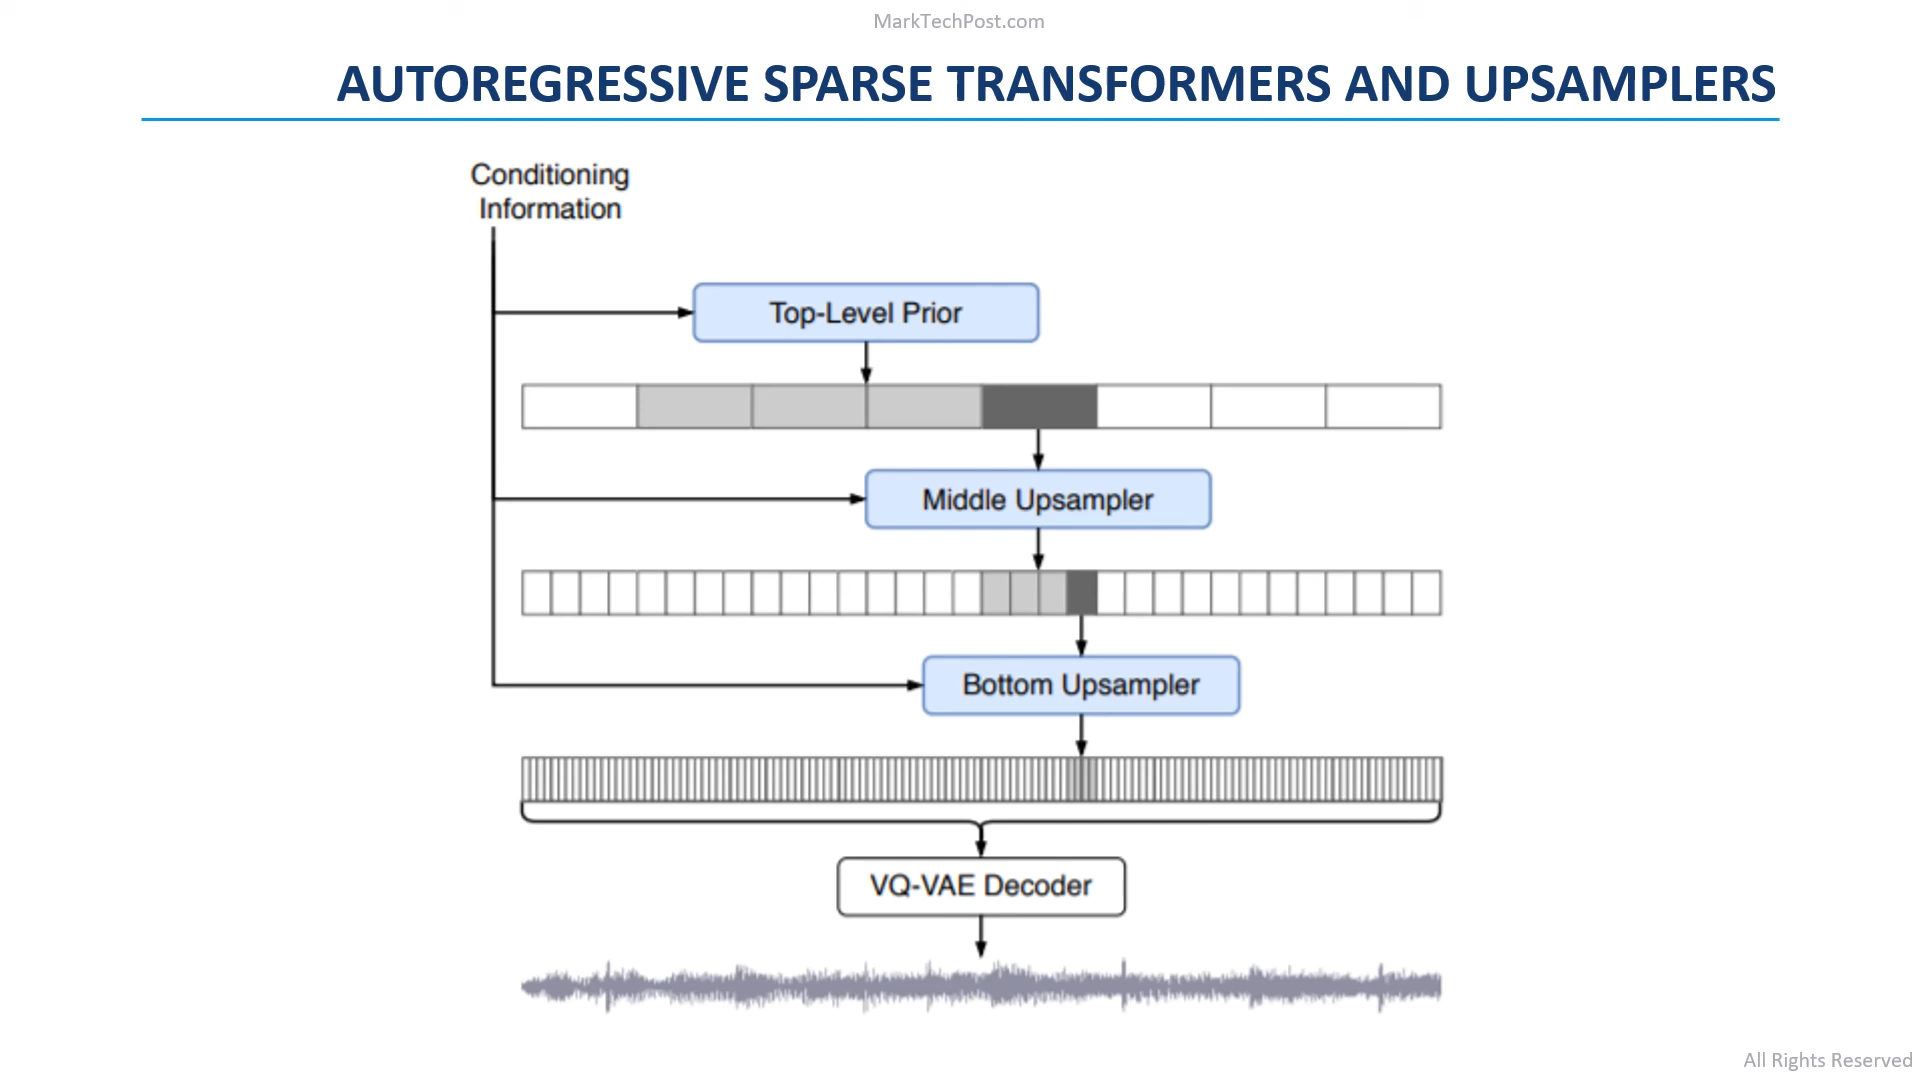 MarkTechPost.com
AUTOREGRESSIVE SPARSE TRANSFORMERS AND UPSAMPLERS
Conditioning
Information
Top-Level Prior
Middle Upsampler
Bottom Upsampler
VQ-VAE Decoder
All Rights Reserved